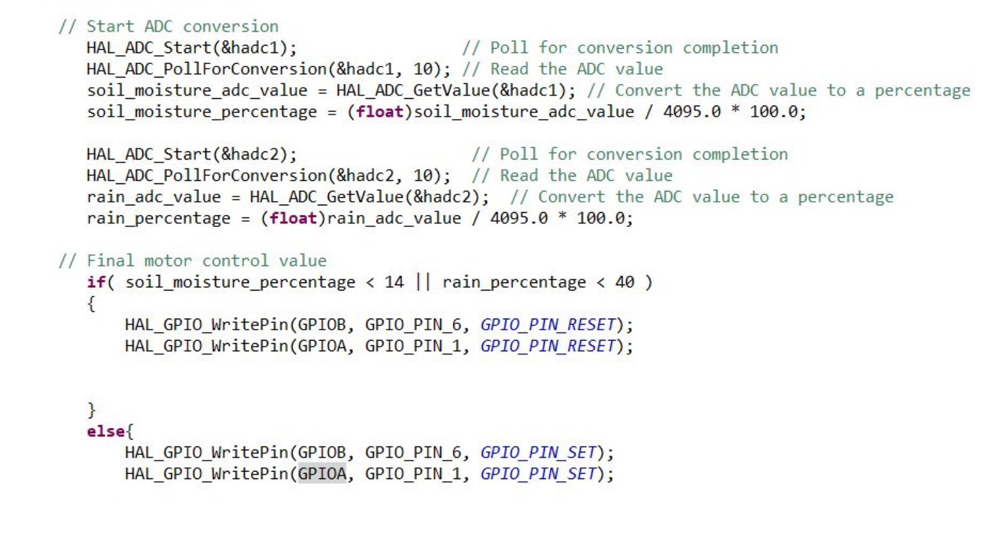 // Start ADC conversion
HAL_ADC_Start(&hadc1); // Poll for conversion completion
HAL_ADC_PollForConversion(&hadc1, 10); // Read the ADC value
soil_moisture_adc_value = HAL_ADC_GetValue(&hadc1); // Convert the ADC value to a percentage
soil_moisture_percentage = (float)soil_moisture_adc_value / 4095.0 * 100.0;
HAL_ADC_Start(&hadc2); // Poll for conversion completion
HAL_ADC_PollForConversion(&hadc2, 10); // Read the ADC value
rain_adc_value = HAL_ADC_GetValue(&hadc2); // Convert the ADC value to a percentage
rain_percentage = (float)rain_adc_value / 4095.0 * 100.0;
// Final motor control value
if( soil_moisture_percentage < 14 || rain_percentage < 40 )
{
HAL_GPIO_WritePin(GPIOB, GPIO_PIN_6, GPIO_PIN_RESET);
HAL_GPIO_WritePin(GPIOA, GPIO_PIN_1, GPIO_PIN_RESET);
}
else{
HAL_GPIO_WritePin(GPIOB, GPIO_PIN_6, GPIO_PIN_SET);
HAL_GPIO_WritePin(GPIOA, GPIO_PIN_1, GPIO_PIN_SET);